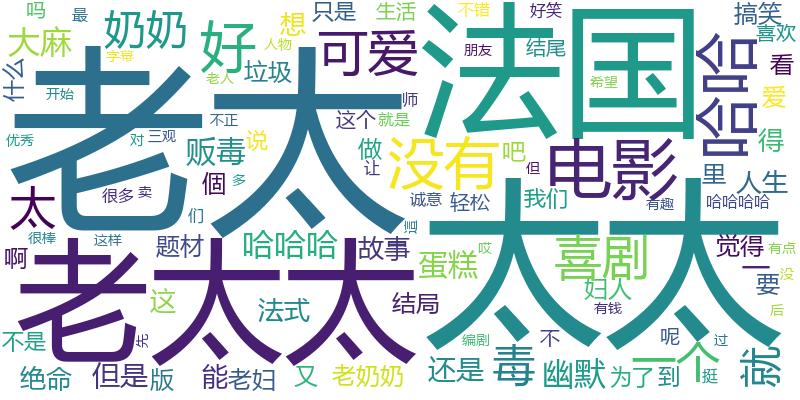 吗 最 奶奶 好 想 只是 生活 不错 好笑 搞笑
大麻 字幕 人物 可爱 朋友 结尾 喜欢
什么 老人 垃圾 法国 哈哈 看
开始 老太 师 希望 爱
优秀 对 三观 不正 说 这个 就是 没有 吧 电影 得
贩毒 做 但 里 人生
太 很多 卖 個 多 让 诚意 轻松 我们 有趣 哈哈哈哈
们 這
很棒 这样 题材 哈哈哈 故事 太太 哎 觉得 有点
啊 老太太 蛋糕 喜剧 一 没
这 法式 结局 妇人 要
有钱 后
不是 先 编剧 不 呢 过
绝命 但是 版 能 老妇 又 老奶奶 还是 毒 幽默 为了 到 一个 挺 就